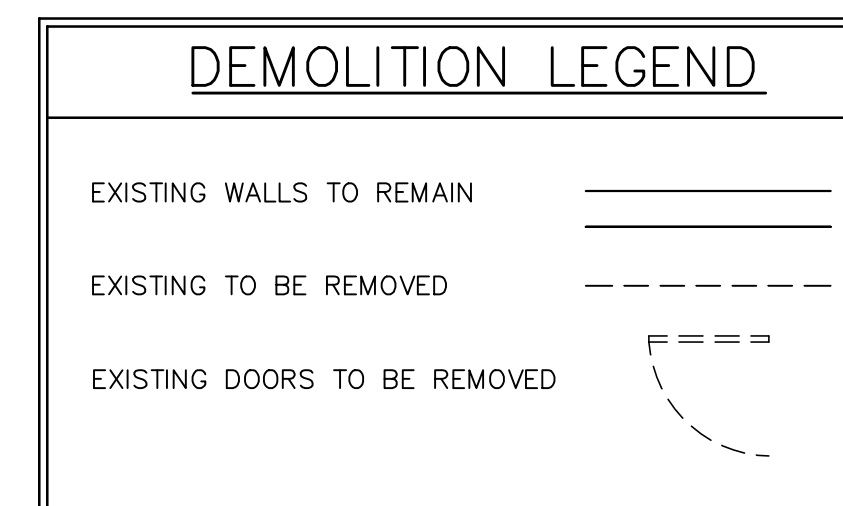 DEMOLITION LEGEND
EXISTING WALLS TO REMAIN
EXISTING TO BE REMOVED
EXISTING DOORS TO BE REMOVED